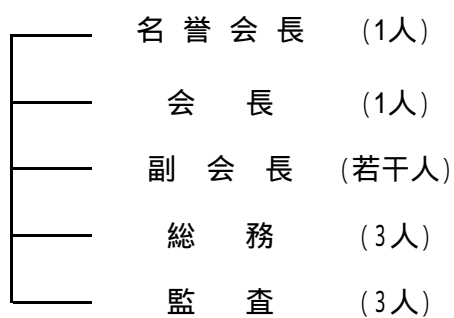 名誉会長 (1人)
会長 (1人)
副会長 (若干人)
総務 (3人)
監査 (3人)